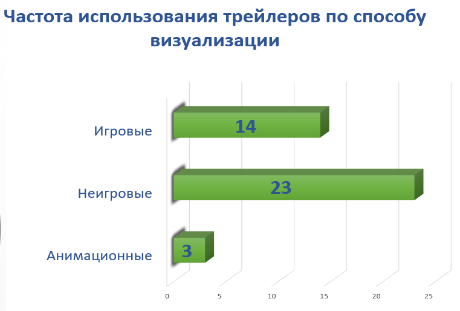 Частота использования трейлеров по способу
визуализации
Игровые
14
Неигровые
23
Анимационные
3
0 5 10 15 20 25